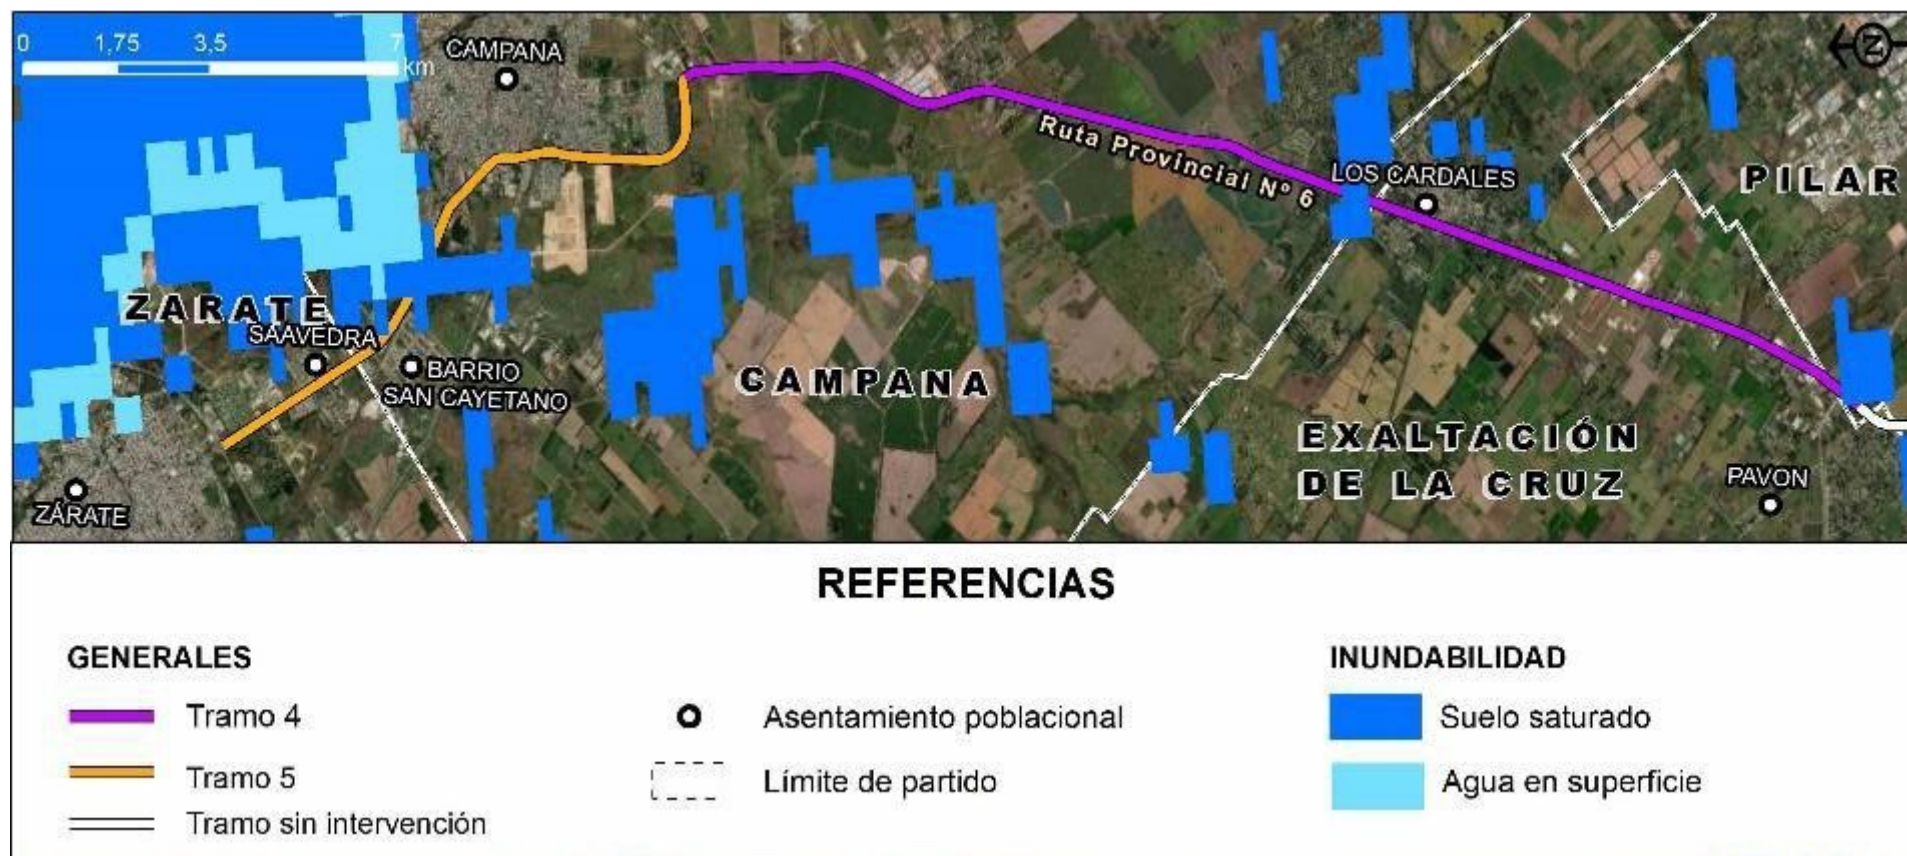 0 1,75 3,5 7
km
CAMPANA
N
Ruta Provincial Nº 6
LOS CARDALES
PILAR
ZARATE
SAAVEDRA
BARRIO
SAN CAYETANO
CAMPANA
EXALTACIÓN
DE LA CRUZ
PAVON
ZÁRATE
REFERENCIAS
GENERALES
Tramo 4
Tramo 5
Tramo sin intervención
Asentamiento poblacional
Límite de partido
INUNDABILIDAD
Suelo saturado
Agua en superficie